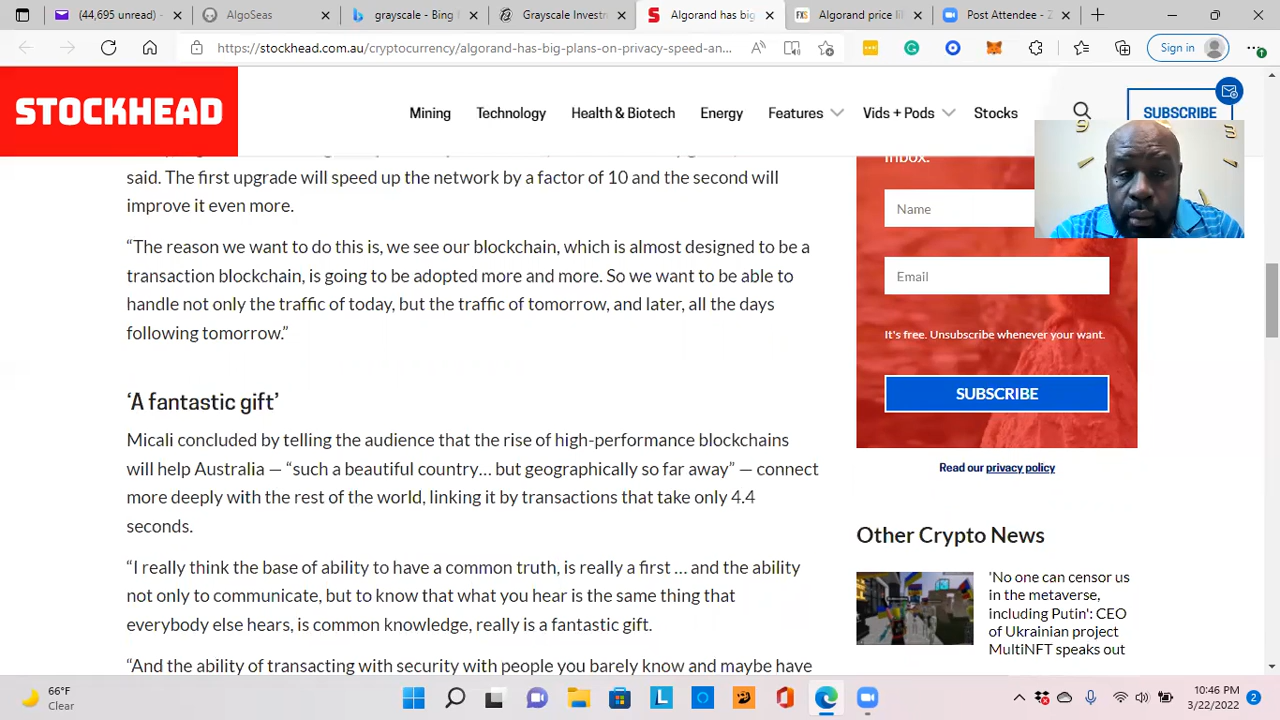 (44,695 unread)
AlgoSeas
grayscale - Bing
Grayscale Investm
Algorand has big
Algorand price lil
Post Attendee - Z
https://stockhead.com.au/cryptocurrency/algorand-has-big-plans-on-privacy-speed-an...
Sign in
STOCKHEAD
Mining
Technology
Health & Biotech
Energy
Features
Vids + Pods
Stocks
SUBSCRIBE
said. The first upgrade will speed up the network by a factor of 10 and the second will
improve it even more.
“The reason we want to do this is, we see our blockchain, which is almost designed to be a
transaction blockchain, is going to be adopted more and more. So we want to be able to
handle not only the traffic of today, but the traffic of tomorrow, and later, all the days
following tomorrow.”
‘A fantastic gift’
Micali concluded by telling the audience that the rise of high-performance blockchains
will help Australia — “such a beautiful country… but geographically so far away” — connect
more deeply with the rest of the world, linking it by transactions that take only 4.4
seconds.
“I really think the base of ability to have a common truth, is really a first … and the ability
not only to communicate, but to know that what you hear is the same thing that
everybody else hears, is common knowledge, really is a fantastic gift.
“And the ability of transacting with security with people you barely know and maybe have
inbox.
Name
Email
It's free. Unsubscribe whenever your want.
SUBSCRIBE
Read our privacy policy
Other Crypto News
'No one can censor us
in the metaverse,
including Putin': CEO
of Ukrainian project
MultiNFT speaks out
66°F
Clear
10:46 PM
3/22/2022
2